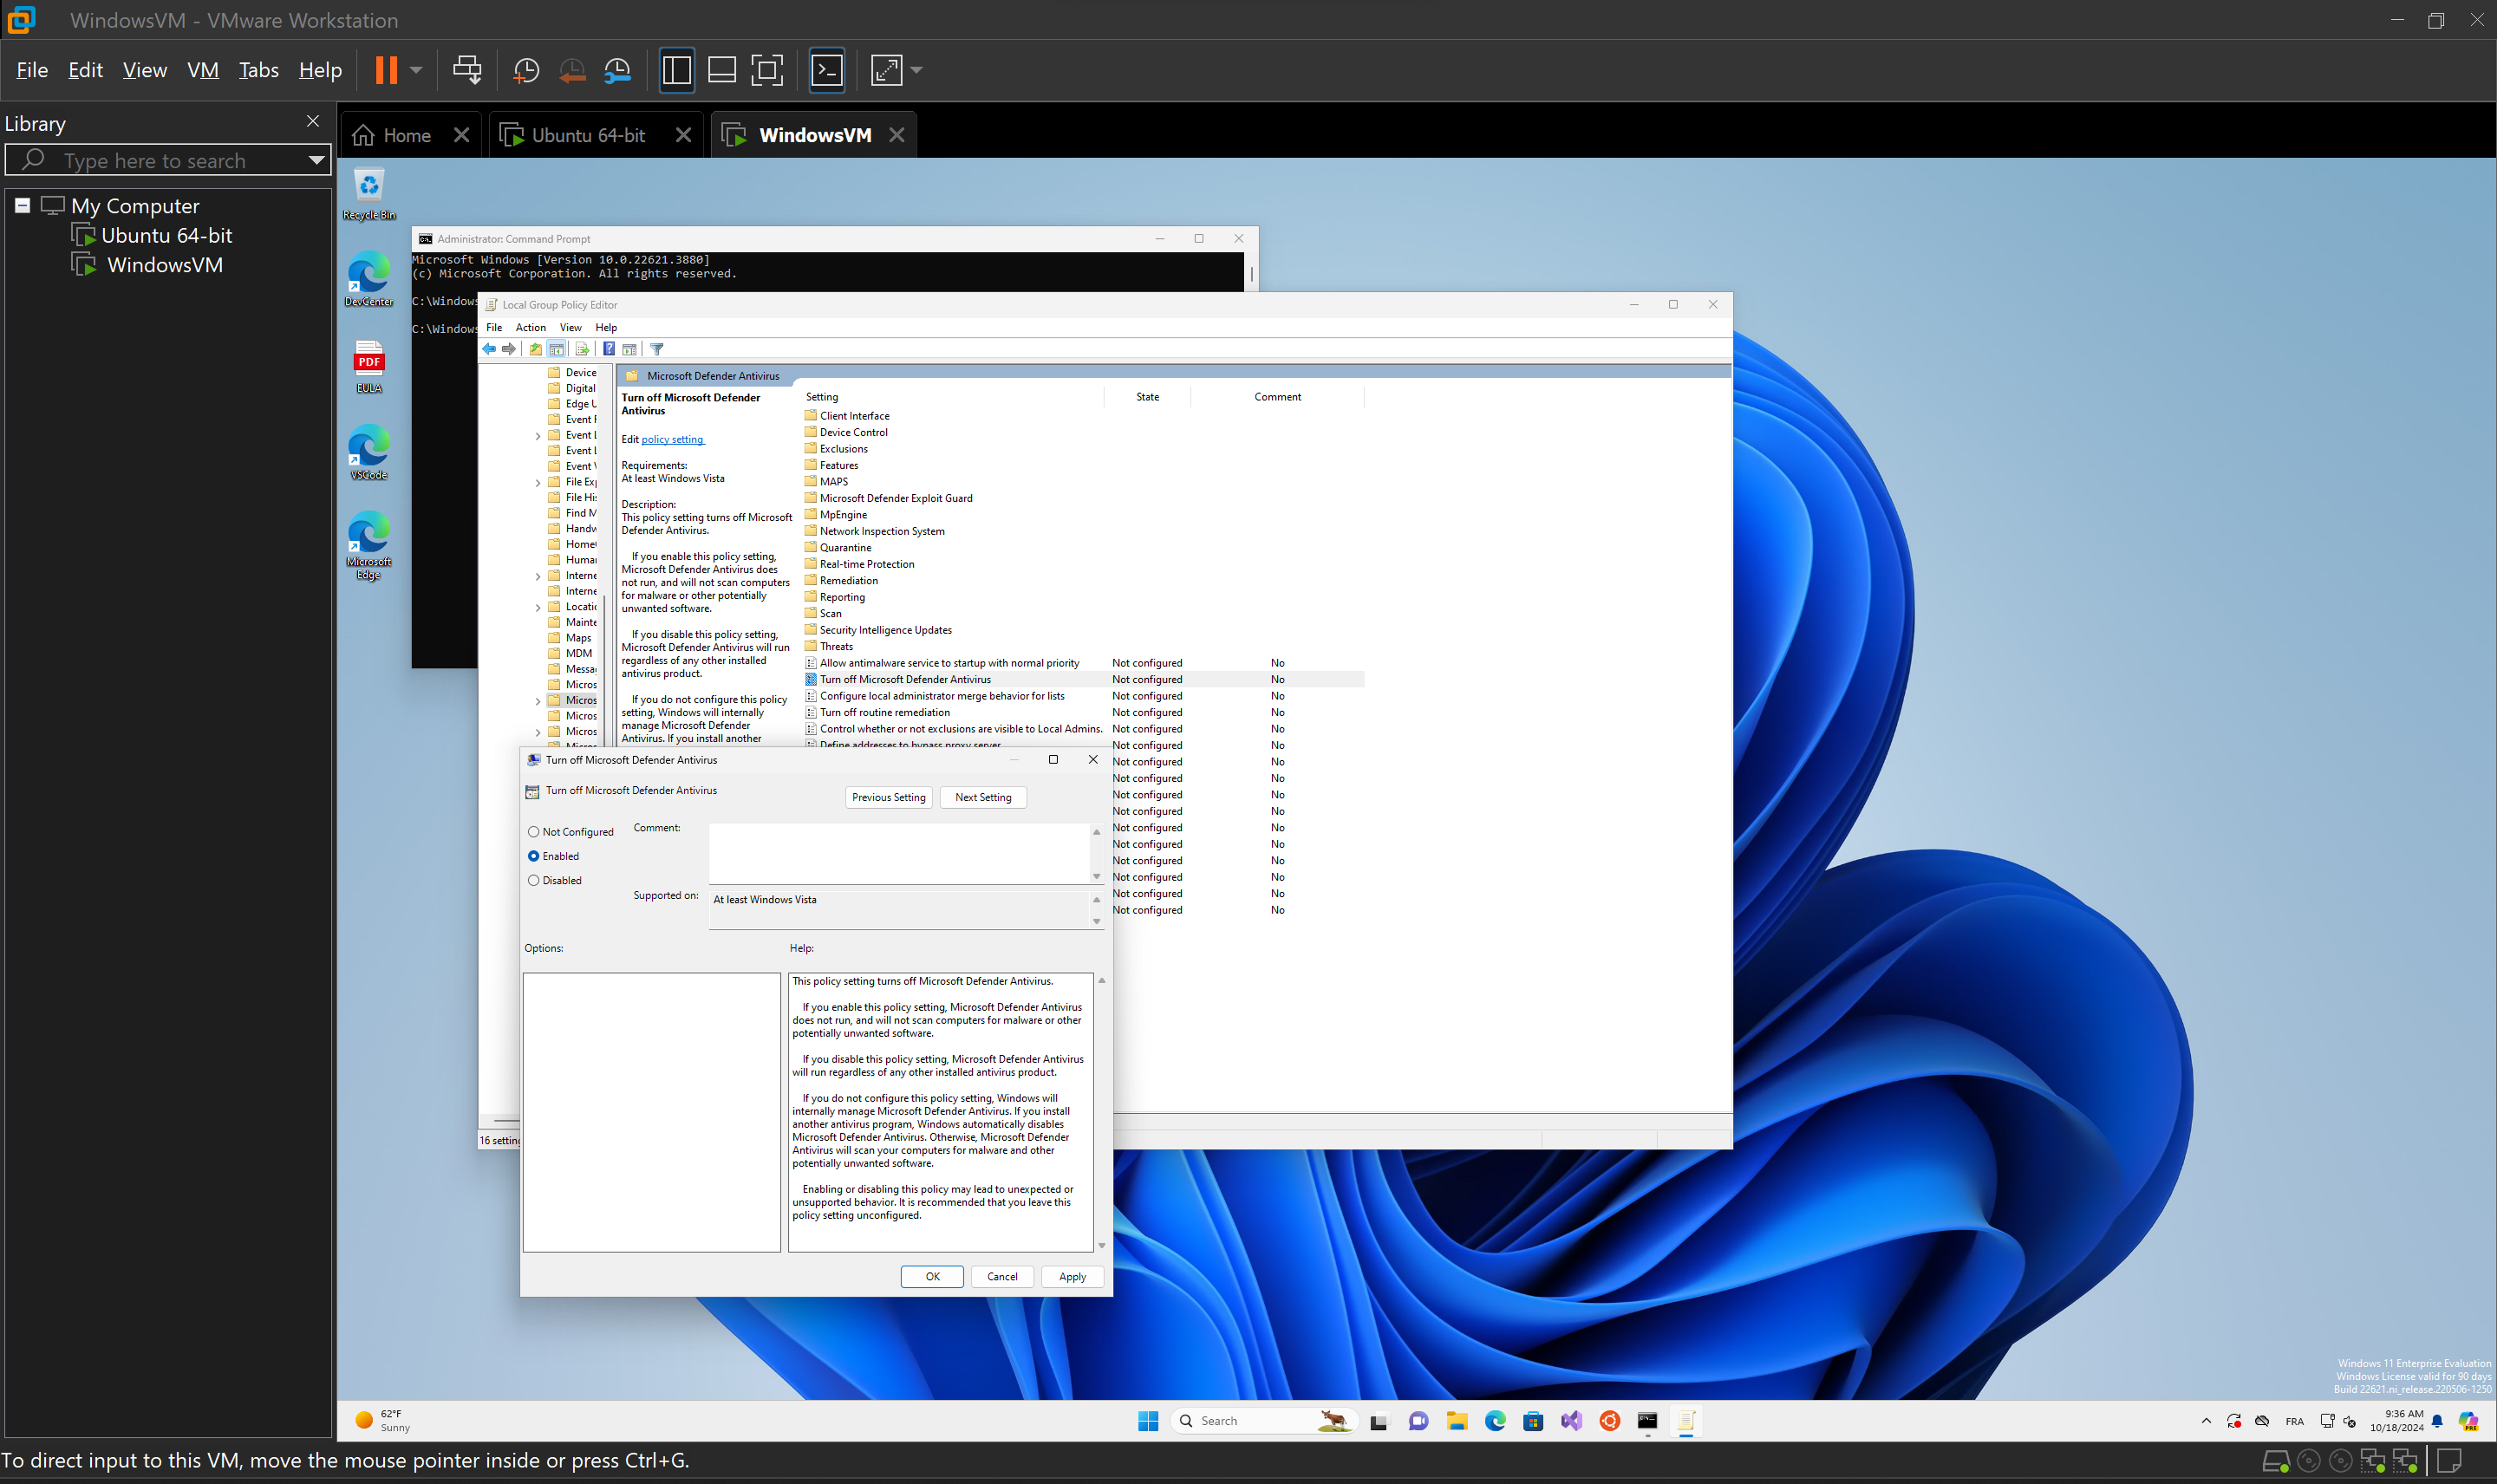 WindowsVM - VMware Workstation
File Edit View VM Tabs Help
Library
Type here to search
My Computer
Ubuntu 64-bit
WindowsVM
Home
Ubuntu 64-bit
WindowsVM
Recycle Bin
DevCenter
PDF
EULA
VSCode
Microsoft
Edge
Administrator: Command Prompt
Microsoft Windows [Version 10.0.22621.3880]
(c) Microsoft Corporation. All rights reserved.
C:\Windows
C:\Windows
Local Group Policy Editor
File Action View Help
Device
Digital
Edge U
Event F
Event L
Event L
Event V
File Exp
File His
Find M
Handw
Home
Human
Interne
Interne
Locatio
Mainte
Maps
MDM
Messa
Micros
Micros
Micros
Micros
16 setting
Microsoft Defender Antivirus
Turn off Microsoft Defender
Antivirus
Edit policy setting
Requirements:
At least Windows Vista
Description:
This policy setting turns off Microsoft
Defender Antivirus.
If you enable this policy setting,
Microsoft Defender Antivirus does
not run, and will not scan computers
for malware or other potentially
unwanted software.
If you disable this policy setting,
Microsoft Defender Antivirus will run
regardless of any other installed
antivirus product.
If you do not configure this policy
setting, Windows will internally
manage Microsoft Defender
Antivirus. If you install another
Setting State Comment
Client Interface
Device Control
Exclusions
Features
MAPS
Microsoft Defender Exploit Guard
MpEngine
Network Inspection System
Quarantine
Real-time Protection
Remediation
Reporting
Scan
Security Intelligence Updates
Threats
Allow antimalware service to startup with normal priority Not configured No
Turn off Microsoft Defender Antivirus Not configured No
Configure local administrator merge behavior for lists Not configured No
Turn off routine remediation Not configured No
Control whether or not exclusions are visible to Local Admins. Not configured No
Define addresses to bypass proxy server Not configured No
Not configured No
Not configured No
Not configured No
Not configured No
Not configured No
Not configured No
Not configured No
Not configured No
Not configured No
Not configured No
Turn off Microsoft Defender Antivirus
Turn off Microsoft Defender Antivirus
Previous Setting Next Setting
Not Configured
Enabled
Disabled
Comment:
Supported on:
At least Windows Vista
Options:
Help:
This policy setting turns off Microsoft Defender Antivirus.
If you enable this policy setting, Microsoft Defender Antivirus
does not run, and will not scan computers for malware or other
potentially unwanted software.
If you disable this policy setting, Microsoft Defender Antivirus
will run regardless of any other installed antivirus product.
If you do not configure this policy setting, Windows will
internally manage Microsoft Defender Antivirus. If you install
another antivirus program, Windows automatically disables
Microsoft Defender Antivirus. Otherwise, Microsoft Defender
Antivirus will scan your computers for malware and other
potentially unwanted software.
Enabling or disabling this policy may lead to unexpected or
unsupported behavior. It is recommended that you leave this
policy setting unconfigured.
OK Cancel Apply
Windows 11 Enterprise Evaluation
Windows License valid for 90 days
Build 22621.ni_release.220506-1250
62°F
Sunny
Search
FRA
9:36 AM
10/18/2024
PRE
To direct input to this VM, move the mouse pointer inside or press Ctrl+G.